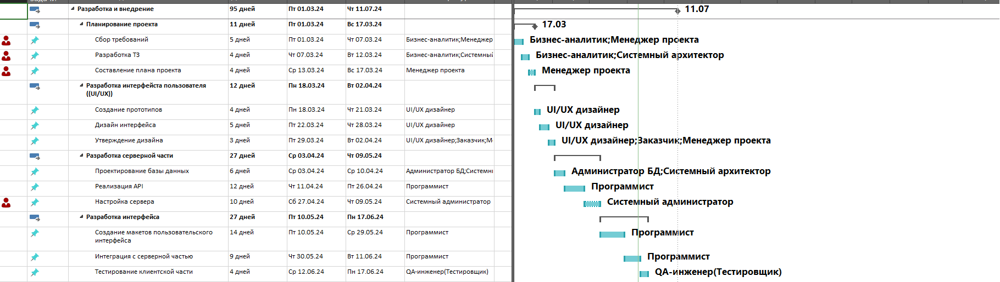 Разработка и внедрение 95 дней Пт 01.03.24 Чт 11.07.24 11.07
Планирование проекта 11 дней Пт 01.03.24 Вс 17.03.24 17.03
Сбор требований 5 дней Пт 01.03.24 Чт 07.03.24 Бизнес-аналитик;Менеджер Бизнес-аналитик;Менеджер проекта
Разработка ТЗ 4 дней Чт 07.03.24 Вт 12.03.24 Бизнес-аналитик;Системный Бизнес-аналитик;Системный архитектор
Составление плана проекта 4 дней Ср 13.03.24 Вс 17.03.24 Менеджер проекта Менеджер проекта
Разработка интерфейста пользователя 12 дней Пн 18.03.24 Вт 02.04.24
((UI/UX))
Создание прототипов 4 дней Пн 18.03.24 Чт 21.03.24 UI/UX дизайнер UI/UX дизайнер
Дизайн интерфейса 5 дней Пт 22.03.24 Чт 28.03.24 UI/UX дизайнер UI/UX дизайнер
Утверждение дизайна 3 дней Пт 29.03.24 Вт 02.04.24 UI/UX дизайнер;Заказчик;М UI/UX дизайнер;Заказчик;Менеджер проекта
Разработка серверной части 27 дней Ср 03.04.24 Чт 09.05.24
Проектирование базы данных 6 дней Ср 03.04.24 Ср 10.04.24 Администратор БД;Системн Администратор БД;Системный архитектор
Реализация API 12 дней Чт 11.04.24 Пт 26.04.24 Программист Программист
Настройка сервера 10 дней Сб 27.04.24 Чт 09.05.24 Системный администратор Системный администратор
Разработка интерфейса 27 дней Пт 10.05.24 Пн 17.06.24
Создание макетов пользовательского 14 дней Пт 10.05.24 Ср 29.05.24 Программист Программист
интерфейса
Интеграция с серверной частью 9 дней Чт 30.05.24 Вт 11.06.24 Программист Программист
Тестирование клиентской части 4 дней Ср 12.06.24 Пн 17.06.24 QA-инженер(Тестировщик) QA-инженер(Тестировщик)